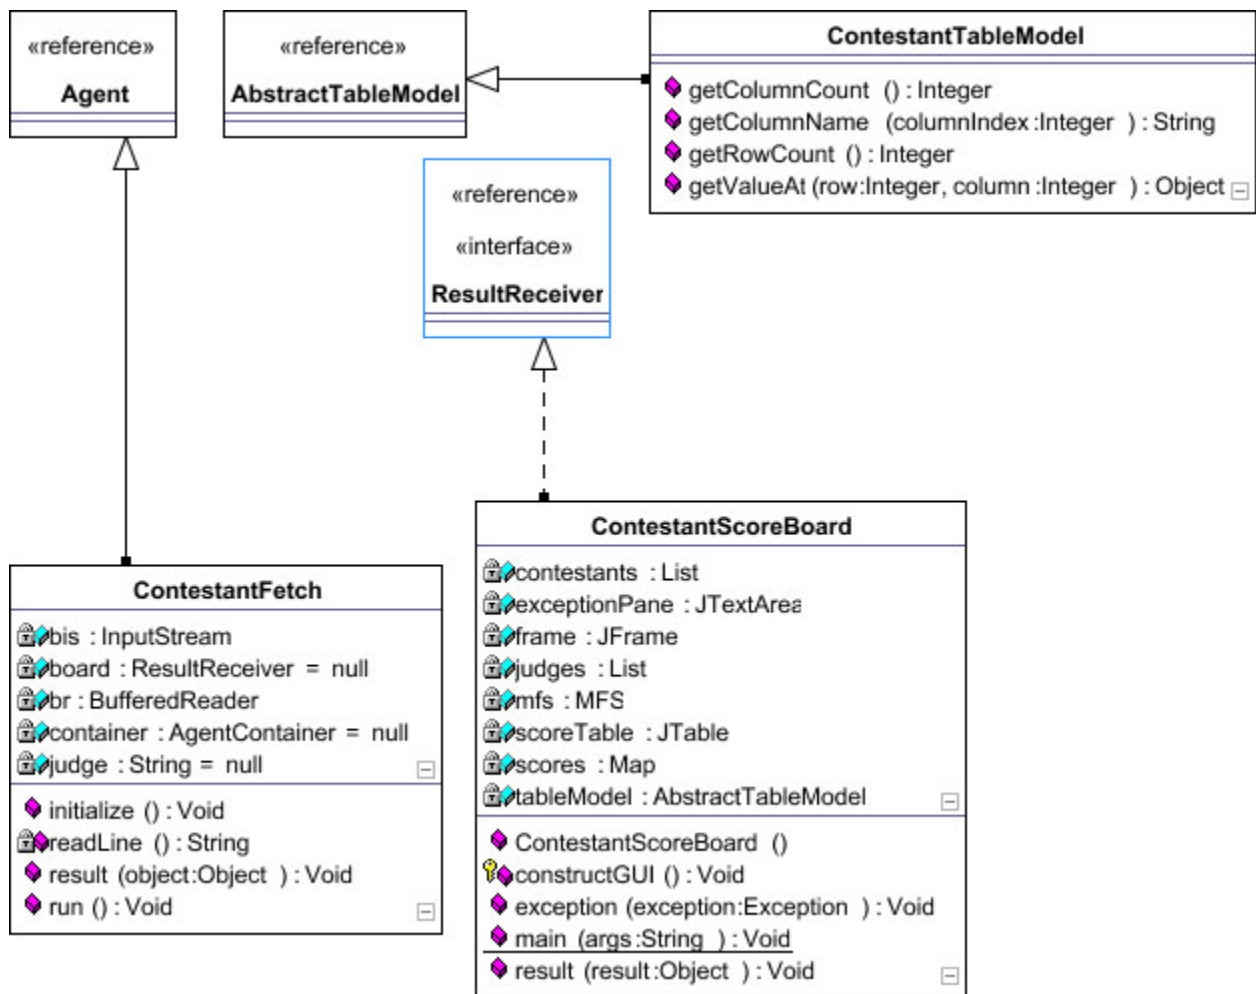 «reference»
Agent
«reference»
AbstractTableModel
ContestantTableModel
getColumnCount () : Integer
getColumnName (columnIndex :Integer ) : String
getRowCount () : Integer
getValueAt (row:Integer, column :Integer ) : Object
«reference»
«interface»
ResultReceiver
ContestantFetch
bis : InputStream
board : ResultReceiver = null
br : BufferedReader
container : AgentContainer = null
judge : String = null
initialize () : Void
readLine () : String
result (object:Object ) : Void
run () : Void
ContestantScoreBoard
contestants : List
exceptionPane : JTextArea
frame : JFrame
judges : List
mfs : MFS
scoreTable : JTable
scores : Map
tableModel : AbstractTableModel
ContestantScoreBoard ()
constructGUI () : Void
exception (exception:Exception ) : Void
main (args :String ) : Void
result (result:Object ) : Void